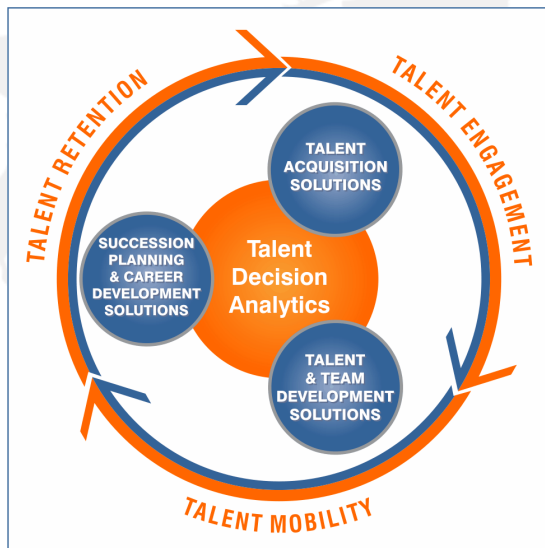 TALENT RETENTION
TALENT ENGAGEMENT
TALENT
ACQUISITION
SOLUTIONS
SUCCESSION
PLANNING
& CAREER
DEVELOPMENT
SOLUTIONS
Talent
Decision
Analytics
TALENT
& TEAM
DEVELOPMENT
SOLUTIONS
TALENT MOBILITY